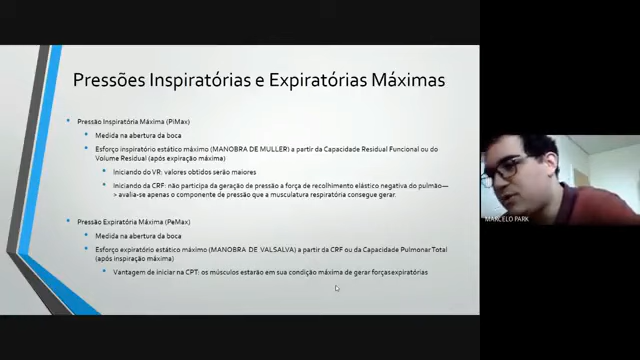 Pressões Inspiratórias e Expiratórias Máximas
Pressão Inspiratória Máxima (PiMax)
Medida na abertura da boca
Esforço inspiratório estático máximo (MANOBRA DE MULLER) a partir da Capacidade Residual Funcional ou do
Volume Residual (após expiração máxima)
Iniciando do VR: valores obtidos serão maiores
Iniciando da CRF: não participa da geração de pressão a força de recolhimento elástico negativa do pulmão—
> avalia-se apenas o componente de pressão que a musculatura respiratória consegue gerar.
Pressão Expiratória Máxima (PeMax)
Medida na abertura da boca
Esforço expiratório estático máximo (MANOBRA DE VALSALVA) a partir da CRF ou da Capacidade Pulmonar Total
(após inspiração máxima)
Vantagem de iniciar na CPT: os músculos estarão em sua condição máxima de gerar forças expiratórias
MARCELO PARK